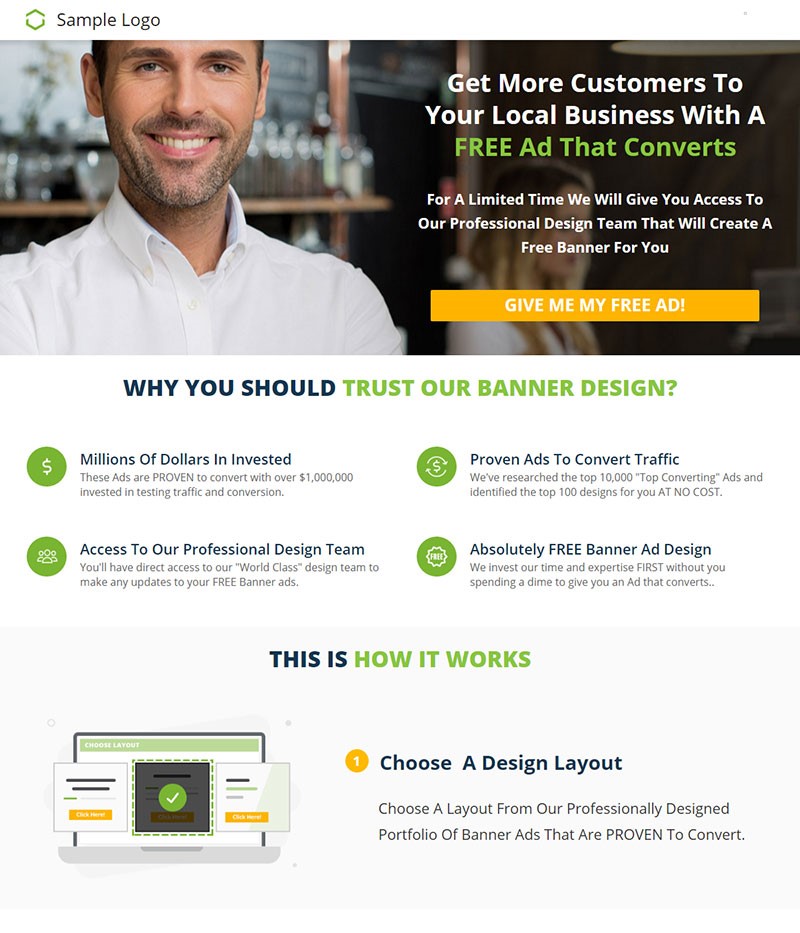 Sample Logo
Get More Customers To
Your Local Business With A
FREE Ad That Converts
For A Limited Time We Will Give You Access To
Our Professional Design Team That Will Create A
Free Banner For You
GIVE ME MY FREE AD!
WHY YOU SHOULD TRUST OUR BANNER DESIGN?
$
Millions Of Dollars In Invested
These Ads are PROVEN to convert with over $1,000,000
invested in testing traffic and conversion.
$
Proven Ads To Convert Traffic
We've researched the top 10,000 "Top Converting" Ads and
identified the top 100 designs for you AT NO COST.
Access To Our Professional Design Team
You'll have direct access to our "World Class" design team to
make any updates to your FREE Banner ads.
FREE
Absolutely FREE Banner Ad Design
We invest our time and expertise FIRST without you
spending a dime to give you an Ad that converts..
THIS IS HOW IT WORKS
CHOOSE LAYOUT
Click Here!
Click Here!
Click Here!
1 Choose A Design Layout
Choose A Layout From Our Professionally Designed
Portfolio Of Banner Ads That Are PROVEN To Convert.